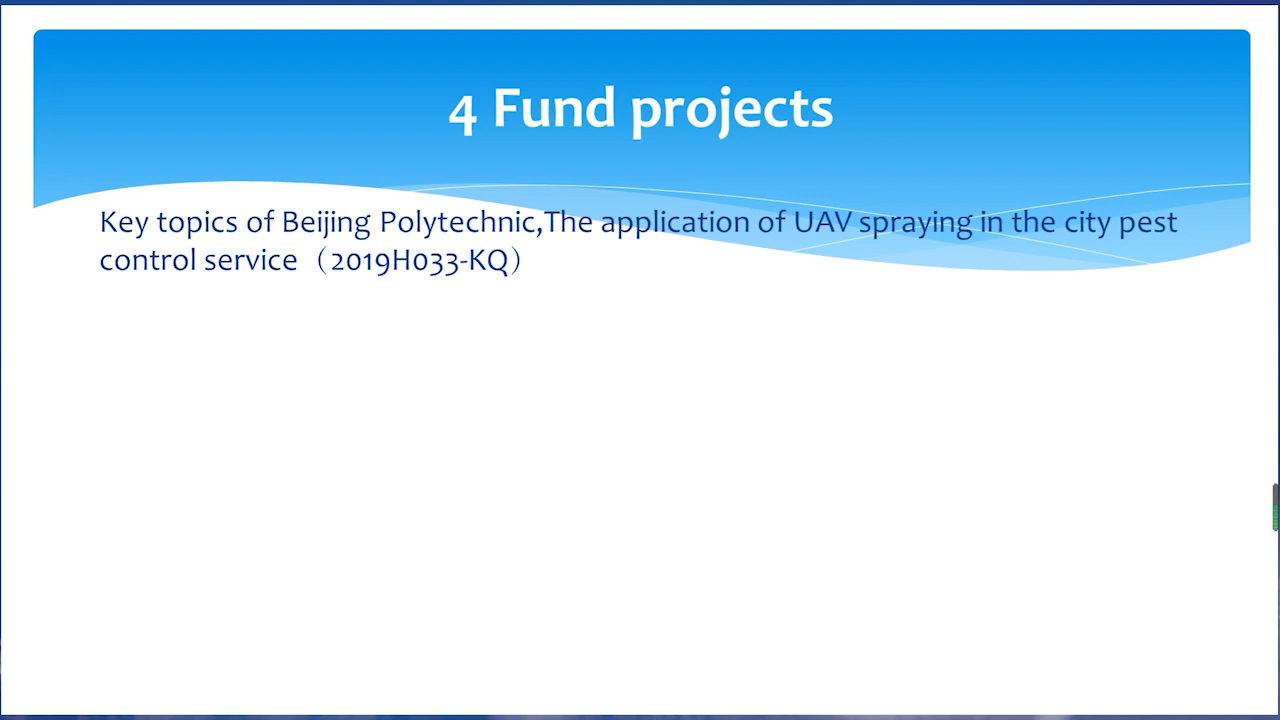 4 Fund projects
Key topics of Beijing Polytechnic,The application of UAV spraying in the city pest
control service（2019H033-KQ）